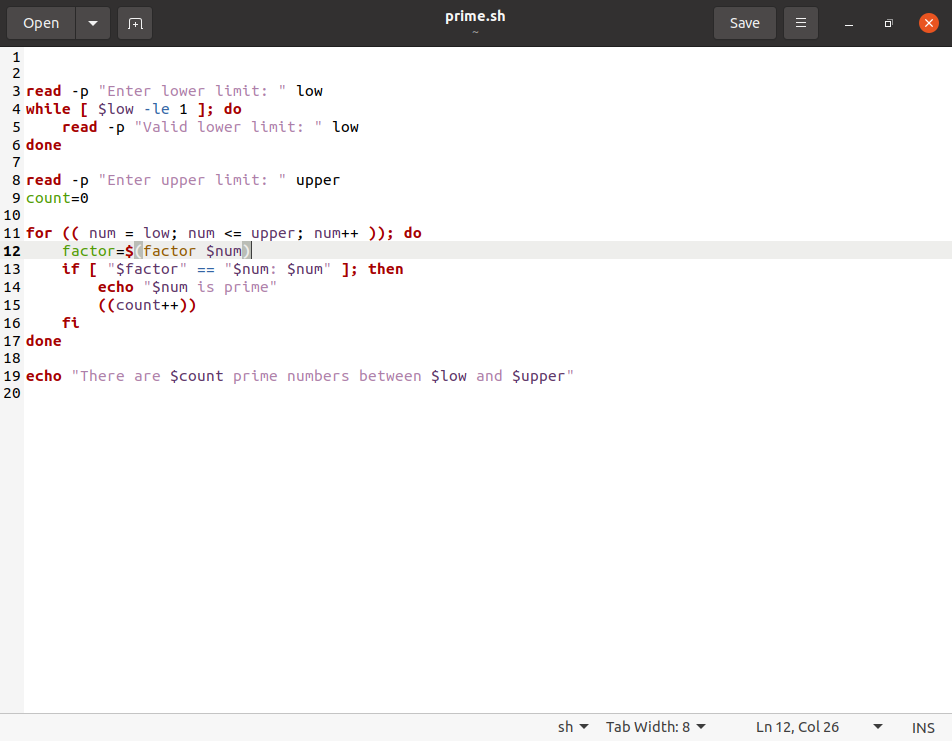 Open
prime.sh
~
Save
1
2
3 read -p "Enter lower limit: " low
4 while [ $low -le 1 ]; do
5     read -p "Valid lower limit: " low
6 done
7
8 read -p "Enter upper limit: " upper
9 count=0
10
11 for (( num = low; num <= upper; num++ )); do
12     factor=$(factor $num)
13     if [ "$factor" == "$num: $num" ]; then
14         echo "$num is prime"
15         ((count++))
16     fi
17 done
18
19 echo "There are $count prime numbers between $low and $upper"
20
sh Tab Width: 8 Ln 12, Col 26 INS